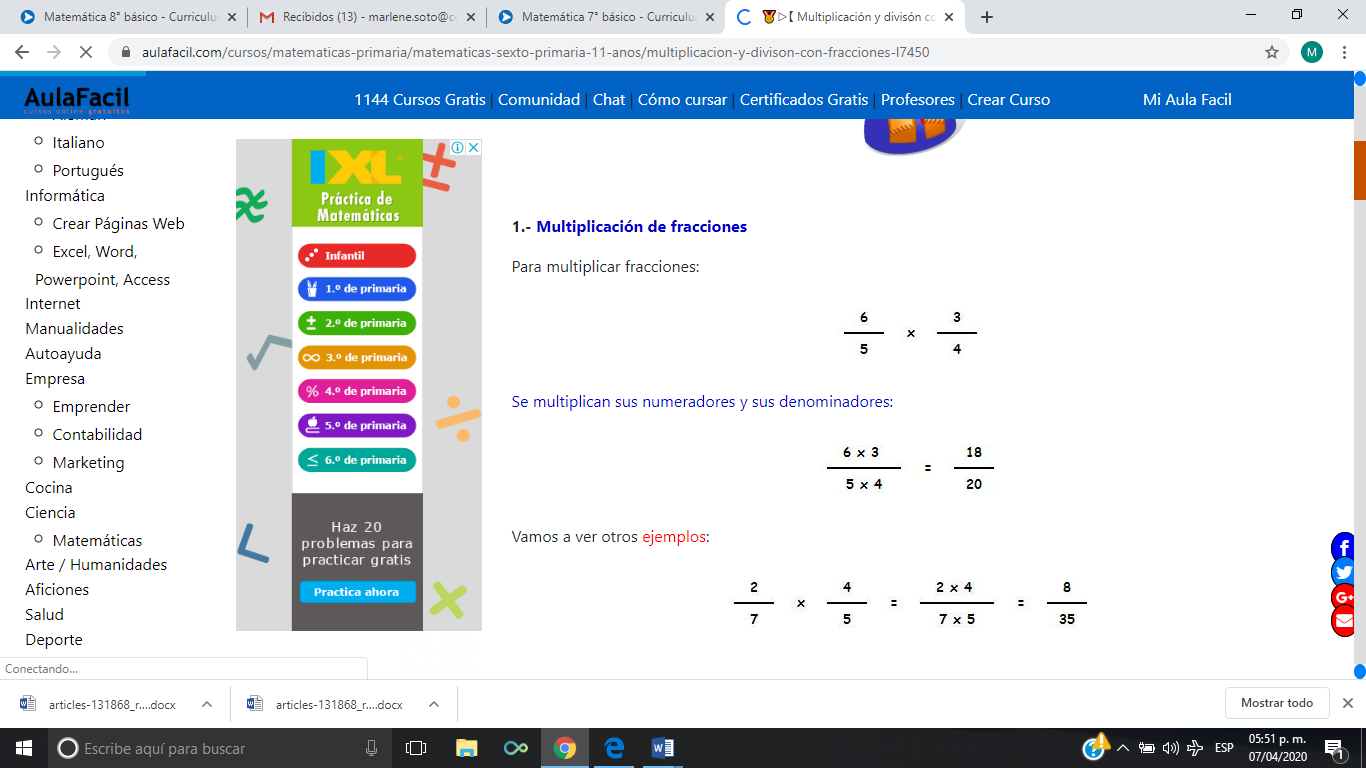 Matemática 8° básico - Curriculu
Recibidos (13) - marlene.soto@co
Matemática 7° básico - Curriculu
▷【 Multiplicación y divisón co
aulafacil.com/cursos/matematicas-primaria/matematicas-sexto-primaria-11-anos/multiplicacion-y-divison-con-fracciones-l7450
M
AulaFacil
cursos online gratuitos
1144 Cursos Gratis | Comunidad | Chat | Cómo cursar | Certificados Gratis | Profesores | Crear Curso
Mi Aula Facil
Alemán
Italiano
Portugués
Informática
Crear Páginas Web
Excel, Word,
Powerpoint, Access
Internet
Manualidades
Autoayuda
Empresa
Emprender
Contabilidad
Marketing
Cocina
Ciencia
Matemáticas
Arte / Humanidades
Aficiones
Salud
Deporte
IXL
Práctica de
Matemáticas
Infantil
1.º de primaria
2.º de primaria
3.º de primaria
4.º de primaria
5.º de primaria
6.º de primaria
Haz 20
problemas para
practicar gratis
Practica ahora
1.- Multiplicación de fracciones
Para multiplicar fracciones:
6 3
x
5 4
Se multiplican sus numeradores y sus denominadores:
6 x 3 18
=
5 x 4 20
Vamos a ver otros ejemplos:
2 4 2 x 4 8
x = =
7 5 7 x 5 35
Conectando...
articles-131868_r....docx
articles-131868_r....docx
Mostrar todo
Escribe aquí para buscar
ESP
05:51 p. m.
07/04/2020
1